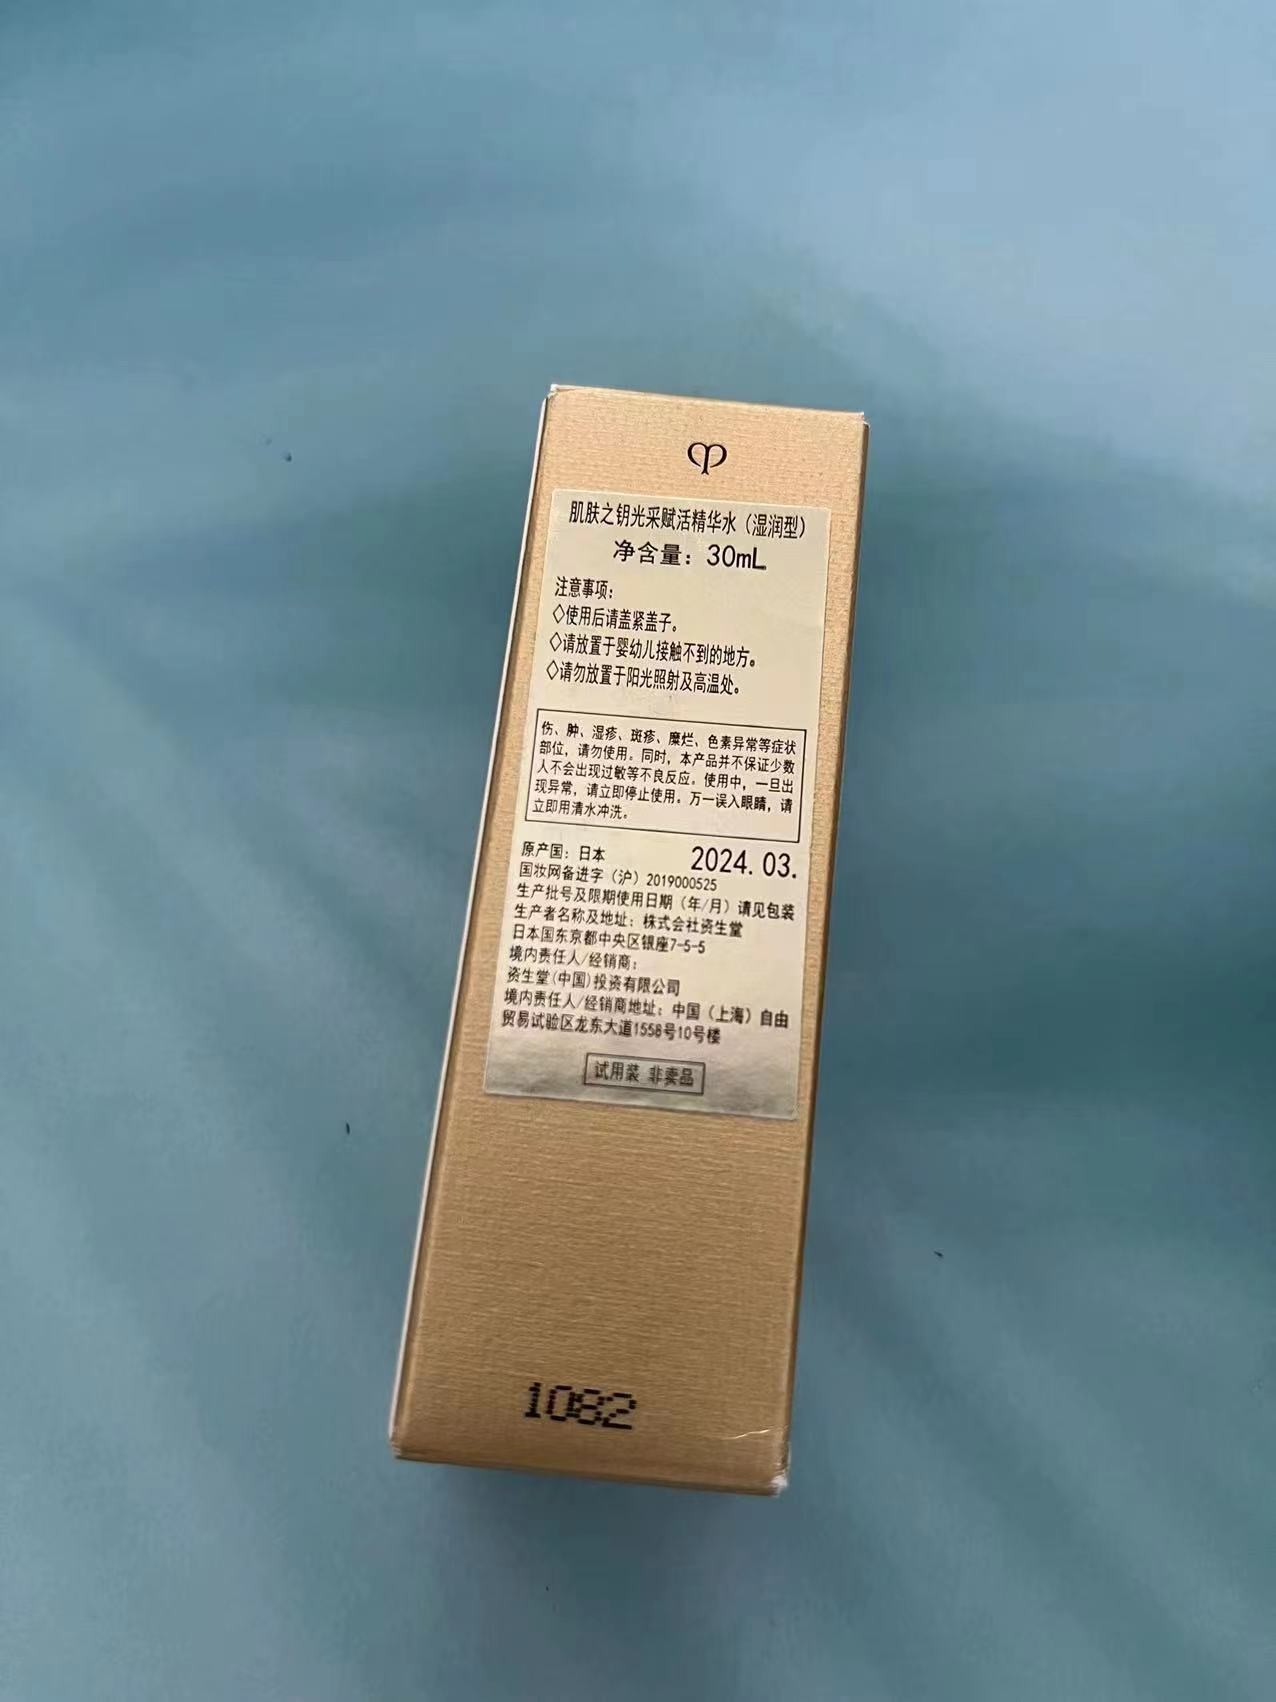 肌肤之钥光采赋活精华水（湿润型）
净含量：30mL
注意事项：
◇使用后请盖紧盖子。
◇请放置于婴幼儿接触不到的地方。
◇请勿放置于阳光照射及高温处。
伤、肿、湿疹、斑疹、糜烂、色素异常等症状
部位，请勿使用。同时，本产品并不保证少数
人不会出现过敏等不良反应。使用中，一旦出
现异常，请立即停止使用。万一误入眼睛，请
立即用清水冲洗。
原产国：日本
2024.03.
国妆网备进字（沪）2019000525
生产批号及限期使用日期（年/月）请见包装
生产者名称及地址：株式会社资生堂
日本国东京都中央区银座7-5-5
境内责任人/经销商：
资生堂(中国)投资有限公司
境内责任人/经销商地址：中国（上海）自由
贸易试验区龙东大道1558号10号楼
试用装 非卖品
1082